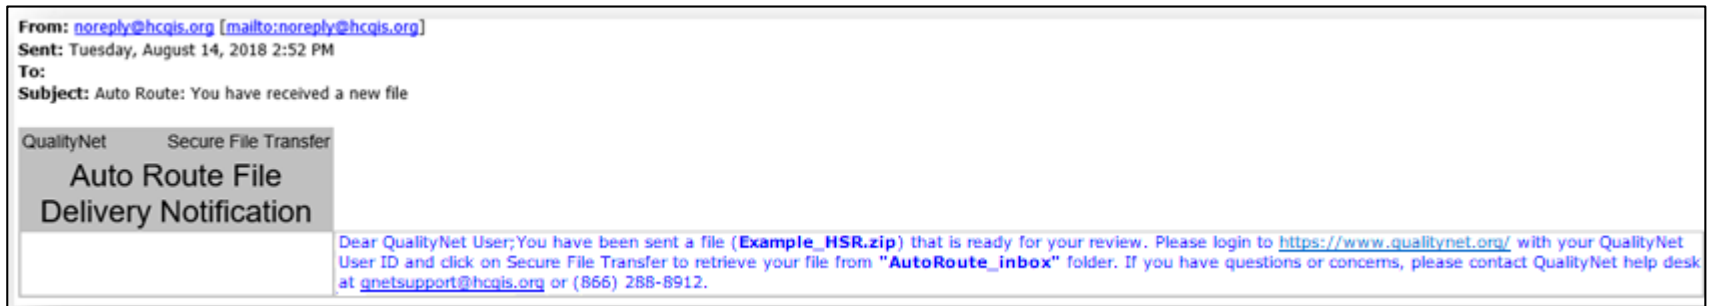 From: noreply@hcqis.org [mailto:noreply@hcqis.org]
Sent: Tuesday, August 14, 2018 2:52 PM
To:
Subject: Auto Route: You have received a new file
QualityNet Secure File Transfer
Auto Route File
Delivery Notification
Dear QualityNet User;You have been sent a file (Example_HSR.zip) that is ready for your review. Please login to https://www.qualitynet.org/ with your QualityNet
User ID and click on Secure File Transfer to retrieve your file from "AutoRoute_inbox" folder. If you have questions or concerns, please contact QualityNet help desk
at qnetsupport@hcqis.org or (866) 288-8912.